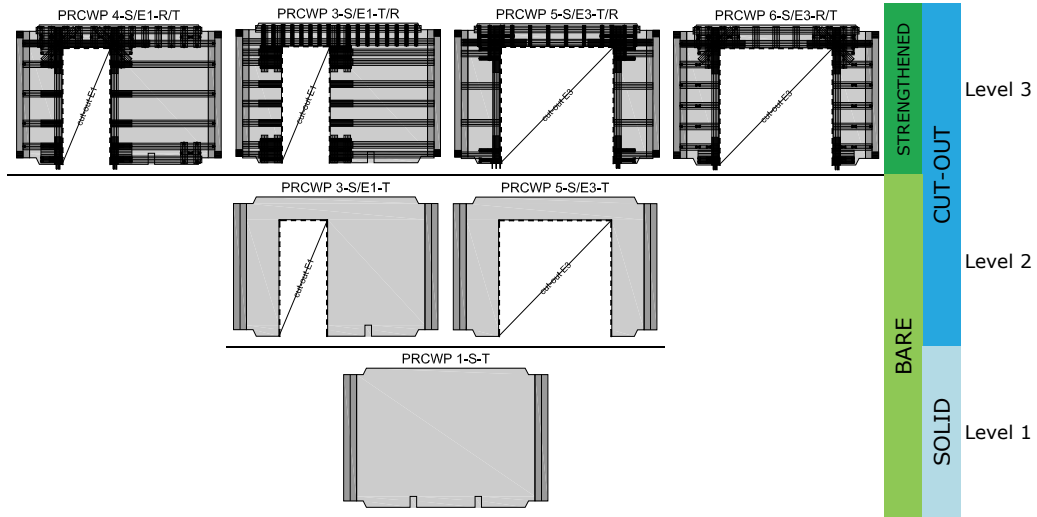 PRCWP 4-S/E1-R/T
PRCWP 3-S/E1-T/R
PRCWP 5-S/E3-T/R
PRCWP 6-S/E3-R/T
cut-out E1
cut-out E1
cut-out E3
cut-out E3
STRENGTHENED
CUT-OUT
Level 3
PRCWP 3-S/E1-T
PRCWP 5-S/E3-T
cut-out E1
cut-out E3
Level 2
BARE
PRCWP 1-S-T
SOLID
Level 1